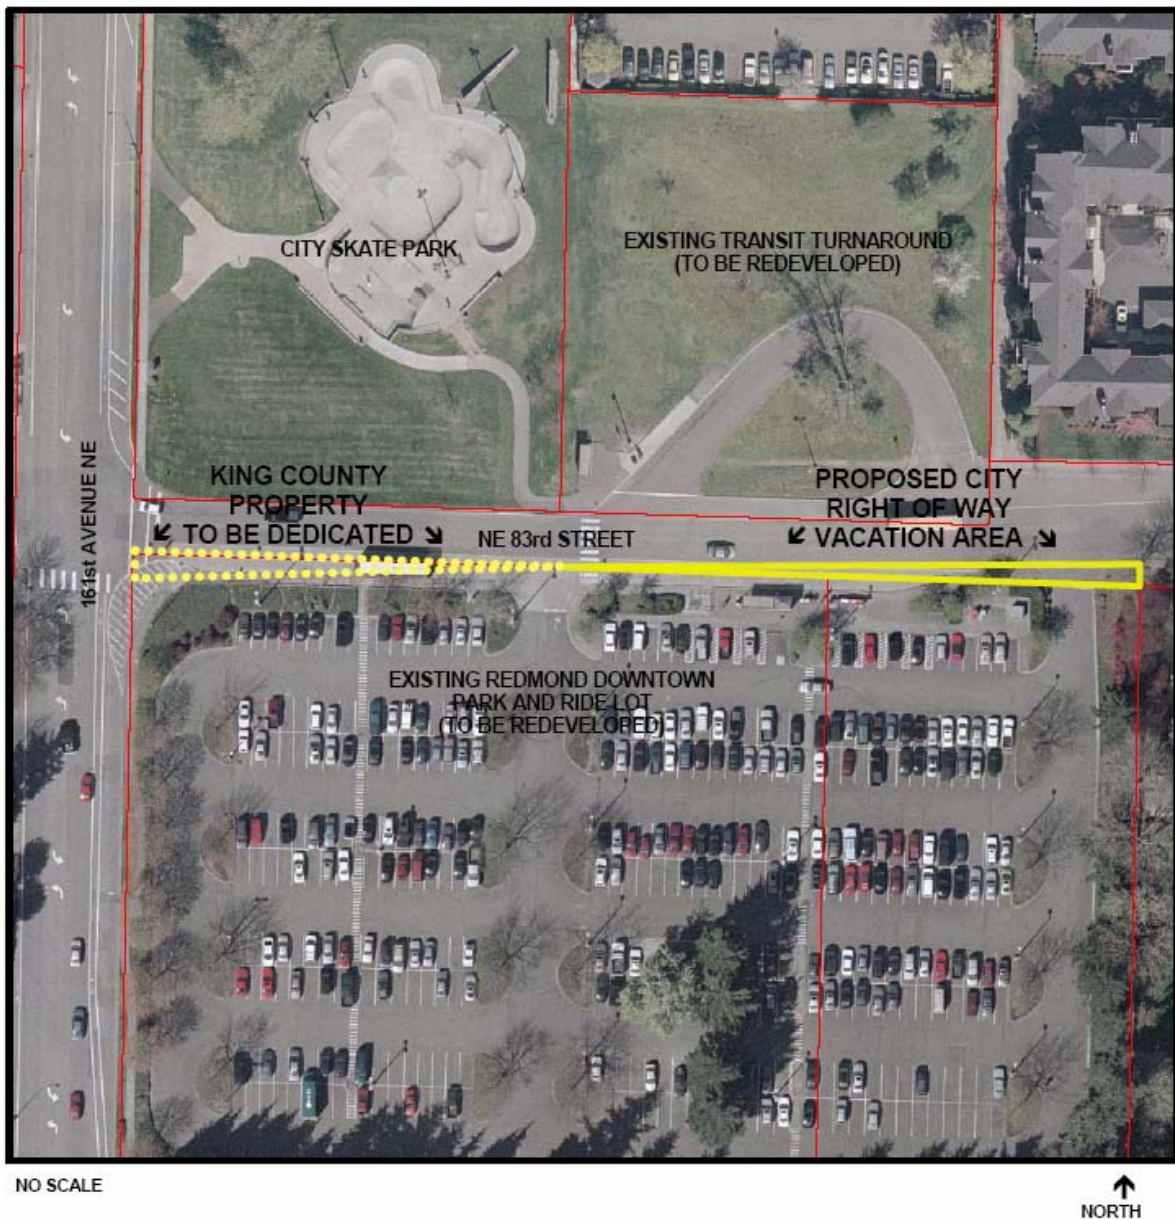 CITY SKATE PARK
EXISTING TRANSIT TURNAROUND
(TO BE REDEVELOPED)
161st AVENUE NE
KING COUNTY
PROPERTY
↙ TO BE DEDICATED ↘
NE 83rd STREET
PROPOSED CITY
RIGHT OF WAY
↙ VACATION AREA ↘
EXISTING REDMOND DOWNTOWN
PARK AND RIDE LOT
(TO BE REDEVELOPED)
NO SCALE
↑
NORTH